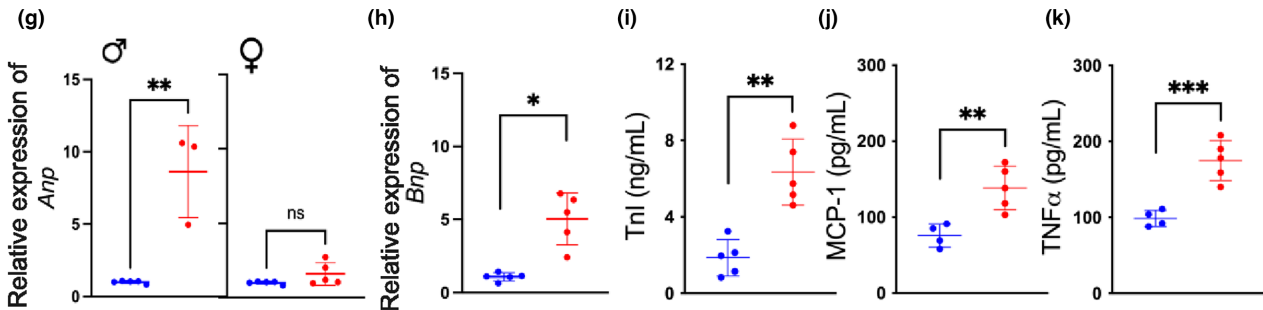 (g)
♂
♀
Relative expression of
Anp
15
10
5
0
**
ns
(h)
Relative expression of
Bnp
15
10
5
0
*
(i)
TnI (ng/mL)
12
8
4
0
**
(j)
MCP-1 (pg/mL)
300
200
100
0
**
(k)
TNFα (pg/mL)
300
200
100
0
***